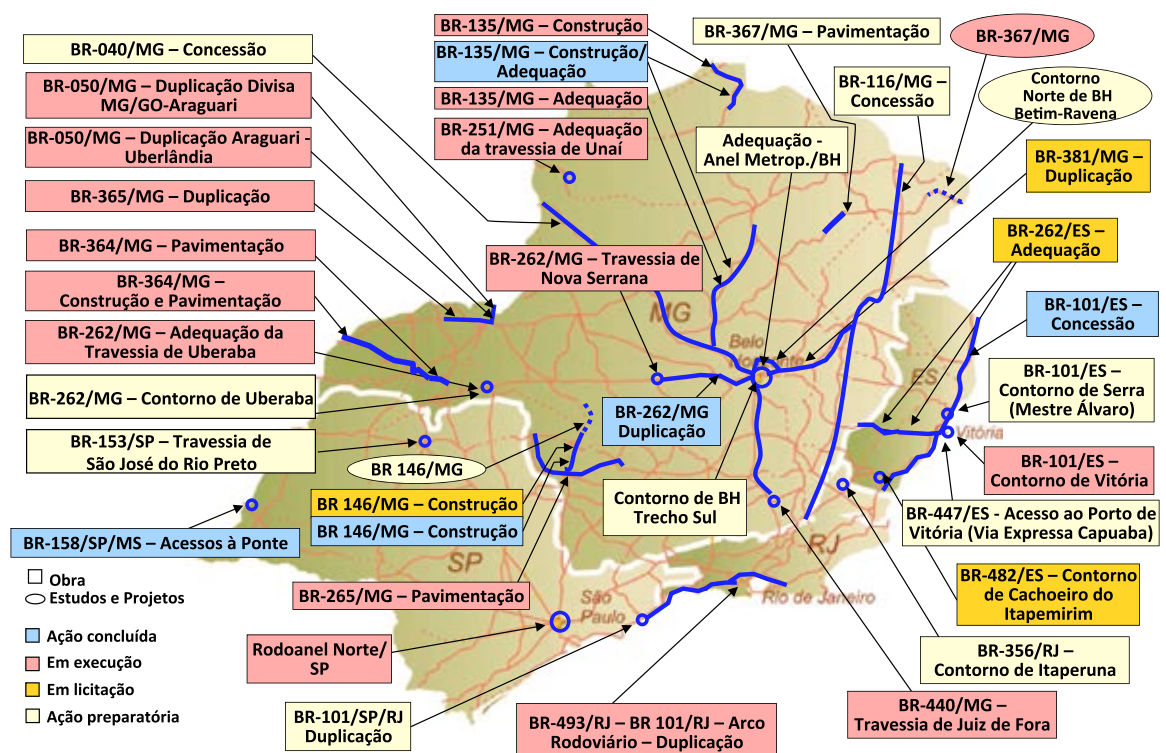 BR-040/MG – Concessão
BR-050/MG – Duplicação Divisa
MG/GO-Araguari
BR-050/MG – Duplicação Araguari -
Uberlândia
BR-365/MG – Duplicação
BR-364/MG – Pavimentação
BR-364/MG –
Construção e Pavimentação
BR-262/MG – Adequação da
Travessia de Uberaba
BR-262/MG – Contorno de Uberaba
BR-153/SP – Travessia de
São José do Rio Preto
BR-158/SP/MS – Acessos à Ponte
BR-135/MG – Construção
BR-135/MG – Construção/
Adequação
BR-135/MG – Adequação
BR-251/MG – Adequação
da travessia de Unaí
BR-367/MG – Pavimentação
BR-367/MG
BR-116/MG –
Concessão
Contorno
Norte de BH
Betim-Ravena
Adequação -
Anel Metrop./BH
BR-381/MG –
Duplicação
BR-262/ES –
Adequação
BR-262/MG – Travessia de
Nova Serrana
BR-101/ES –
Concessão
MG
Belo
Horizonte
ES
Vitória
BR-101/ES –
Contorno de Serra
(Mestre Álvaro)
BR-101/ES –
Contorno de Vitória
BR-262/MG
Duplicação
BR 146/MG
BR 146/MG – Construção
BR 146/MG – Construção
Contorno de BH
Trecho Sul
BR-447/ES - Acesso ao Porto de
Vitória (Via Expressa Capuaba)
BR-482/ES – Contorno
de Cachoeiro do
Itapemirim
SP
RJ
São
Paulo
Rio de Janeiro
BR-265/MG – Pavimentação
Rodoanel Norte/
SP
BR-101/SP/RJ
Duplicação
BR-493/RJ – BR 101/RJ – Arco
Rodoviário – Duplicação
BR-440/MG –
Travessia de Juiz de Fora
BR-356/RJ –
Contorno de Itaperuna
Obra
Estudos e Projetos
Ação concluída
Em execução
Em licitação
Ação preparatória